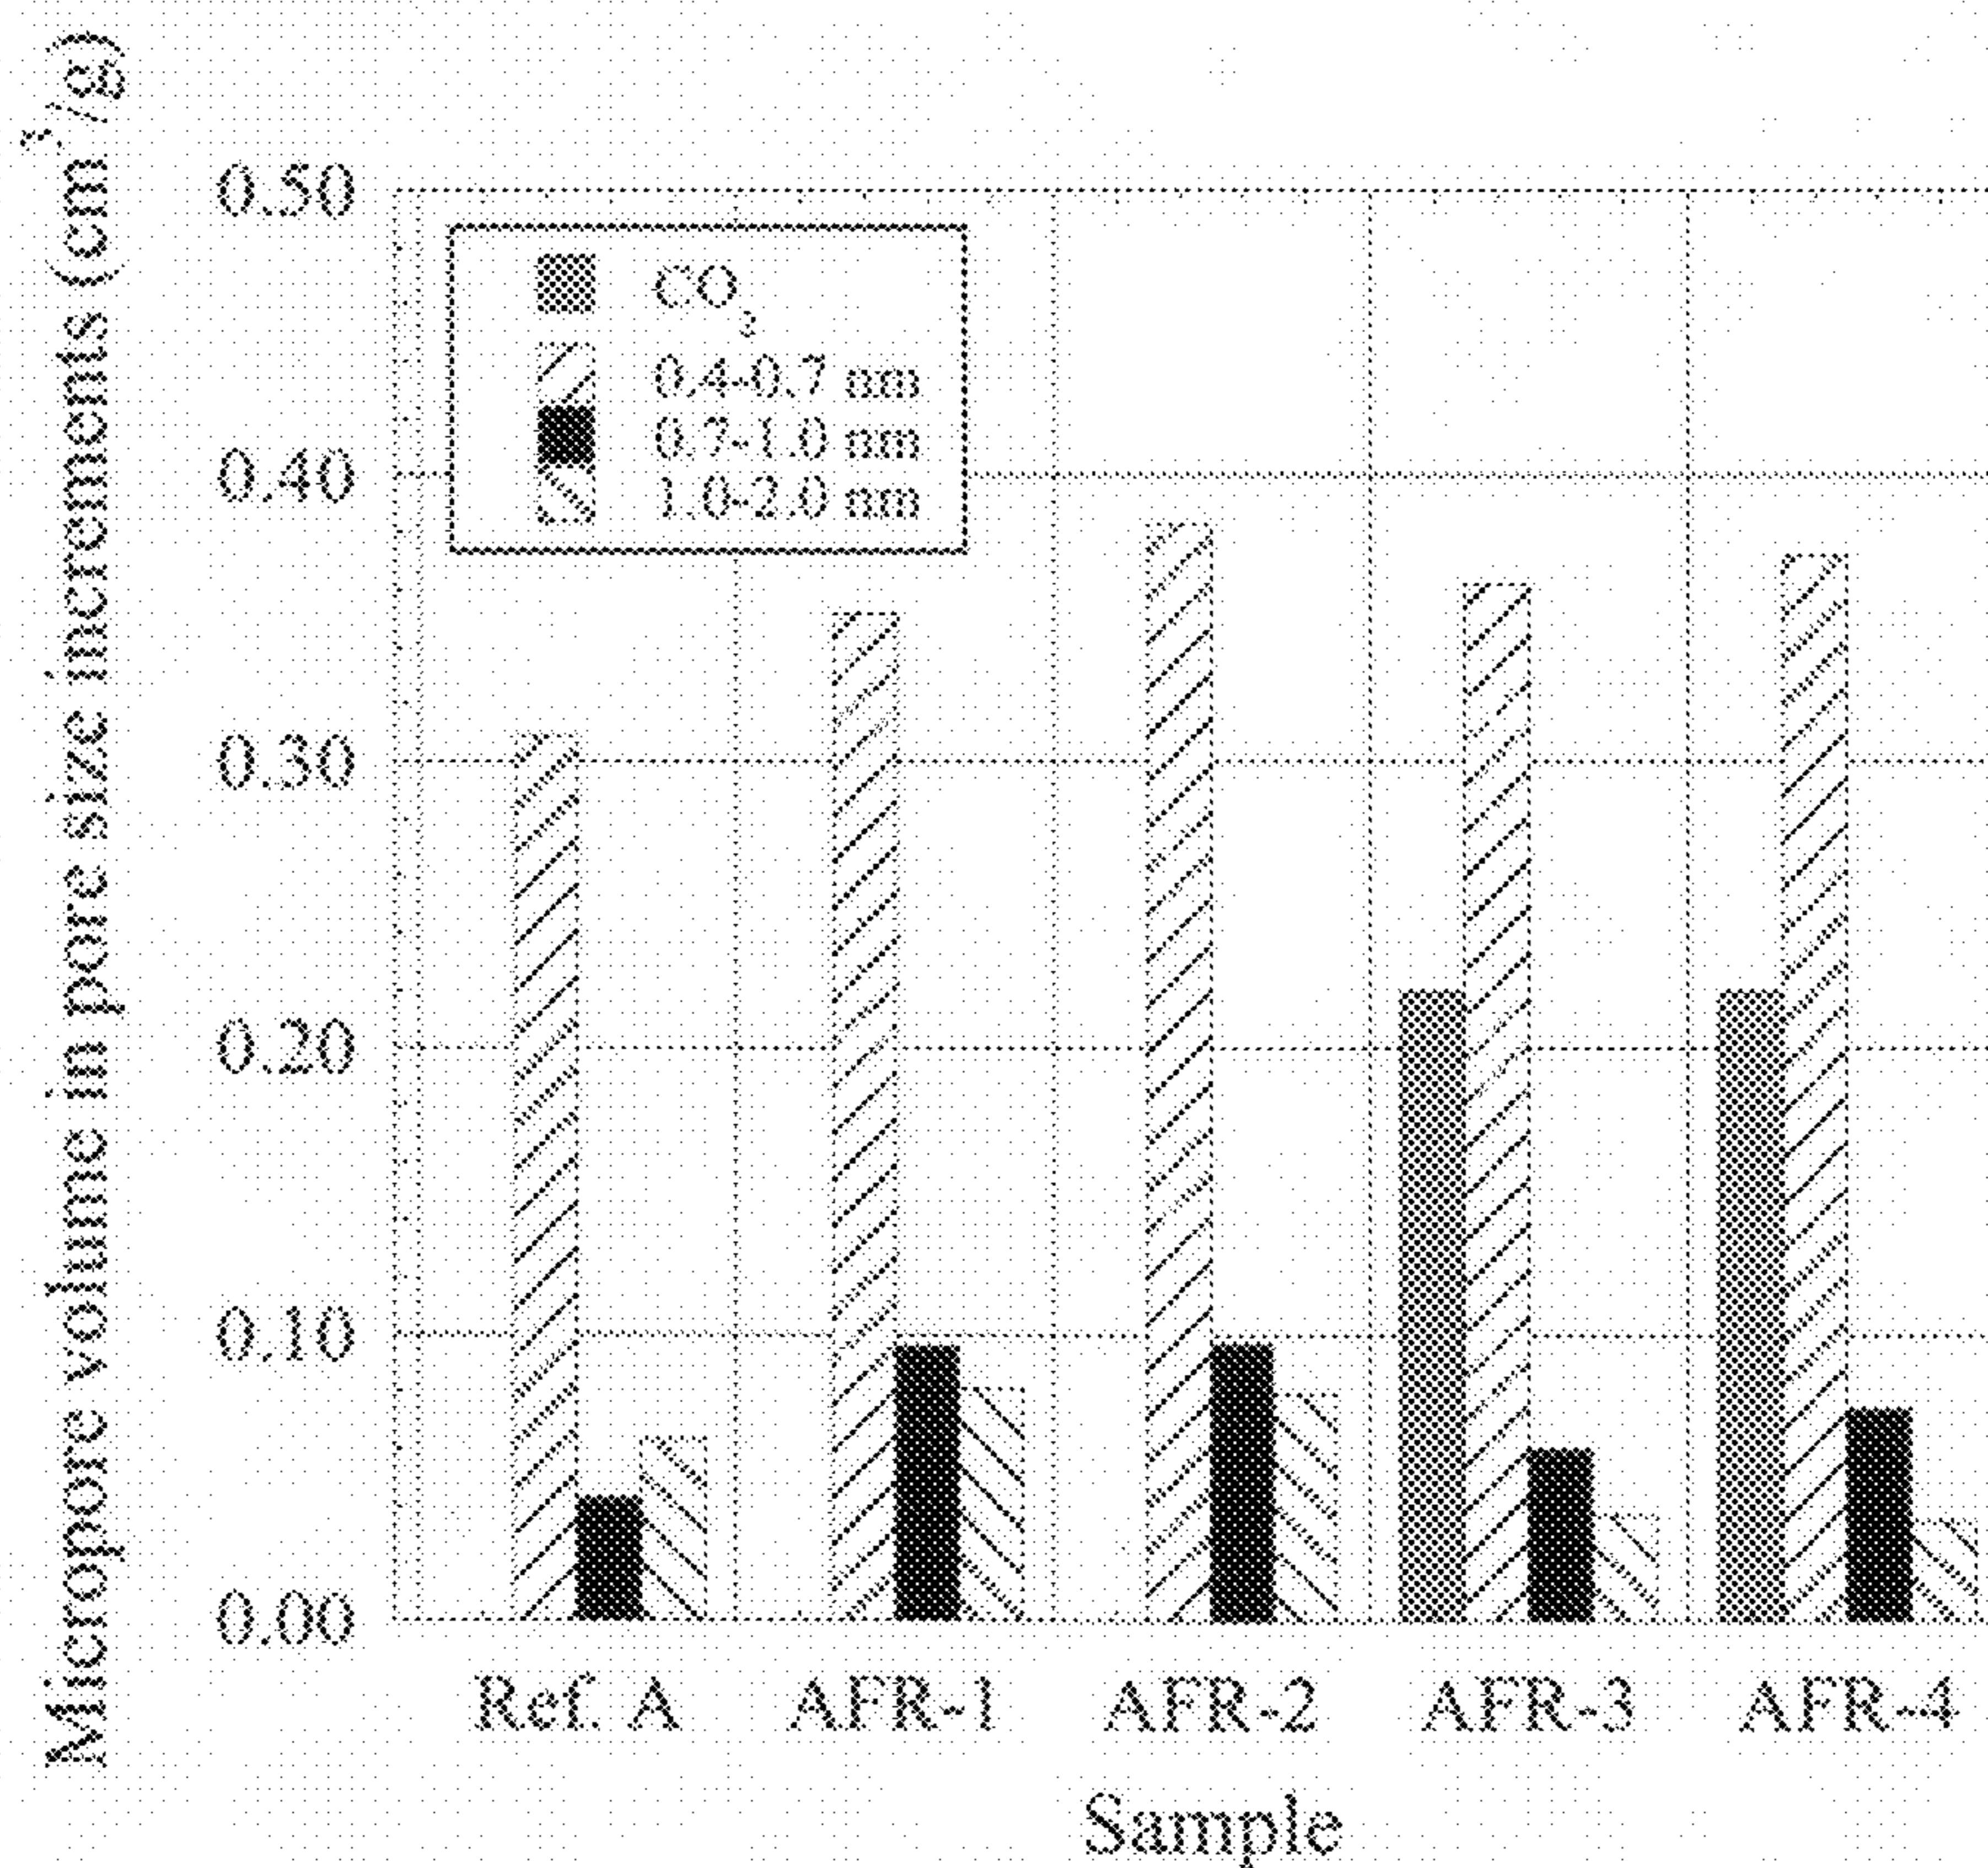 Micropore volume in pore size increments (cm³/g)
0.50
0.40
0.30
0.20
0.10
0.00
CO₂
0.4-0.7 nm
0.7-1.0 nm
1.0-2.0 nm
Ref. A
AFR-1
AFR-2
AFR-3
AFR-4
Sample